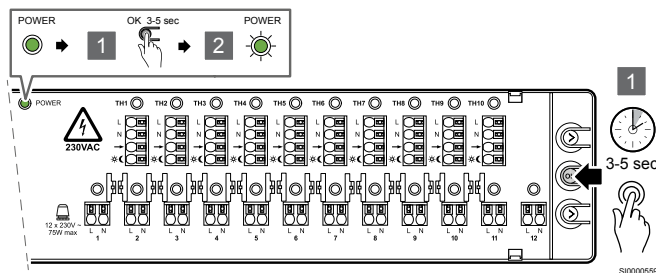 POWER OK 3-5 sec POWER
1 2
POWER TH1 TH2 TH3 TH4 TH5 TH6 TH7 TH8 TH9 TH10
L L L L L L L L L L
N N N N N N N N N N
230VAC
1
3-5 sec
OK
12 x 230V ~
75W max
L N L N L N L N L N L N L N L N L N L N L N L N
1 2 3 4 5 6 7 8 9 10 11 12